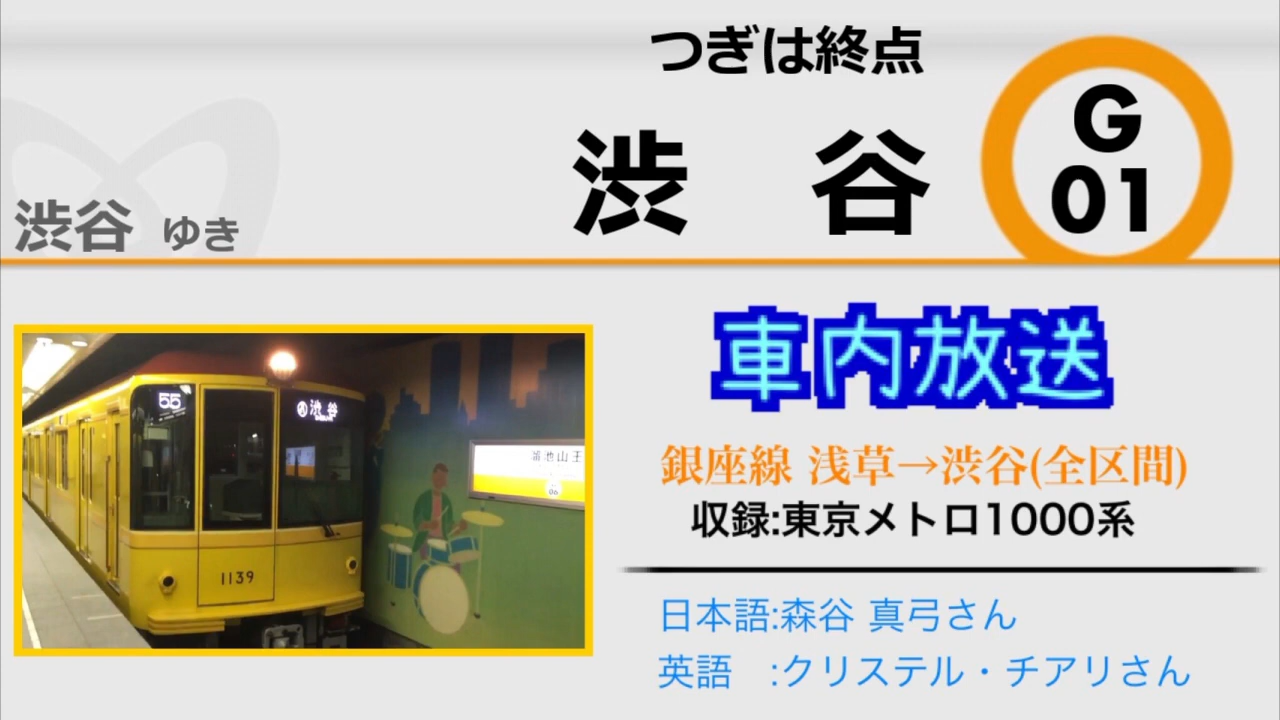 つぎは終点
渋谷
G
01
渋谷 ゆき
車内放送
銀座線 浅草→渋谷(全区間)
収録:東京メトロ1000系
日本語:森谷 真弓さん
英語 :クリステル・チアリさん
55
渋谷
1139
溜池山王
06